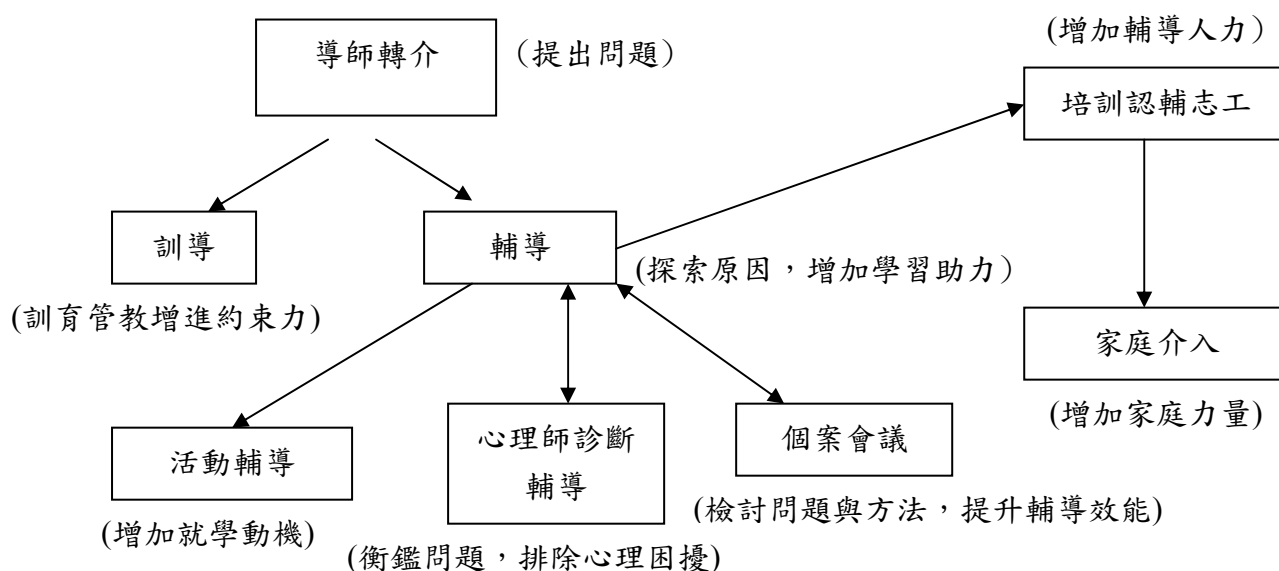 (增加輔導人力)
導師轉介
(提出問題)
培訓認輔志工
訓導
輔導
(探索原因，增加學習助力)
(訓育管教增進約束力)
家庭介入
(增加家庭力量)
活動輔導
心理師診斷
輔導
個案會議
(增加就學動機)
(衡鑑問題，排除心理困擾)
(檢討問題與方法，提升輔導效能)